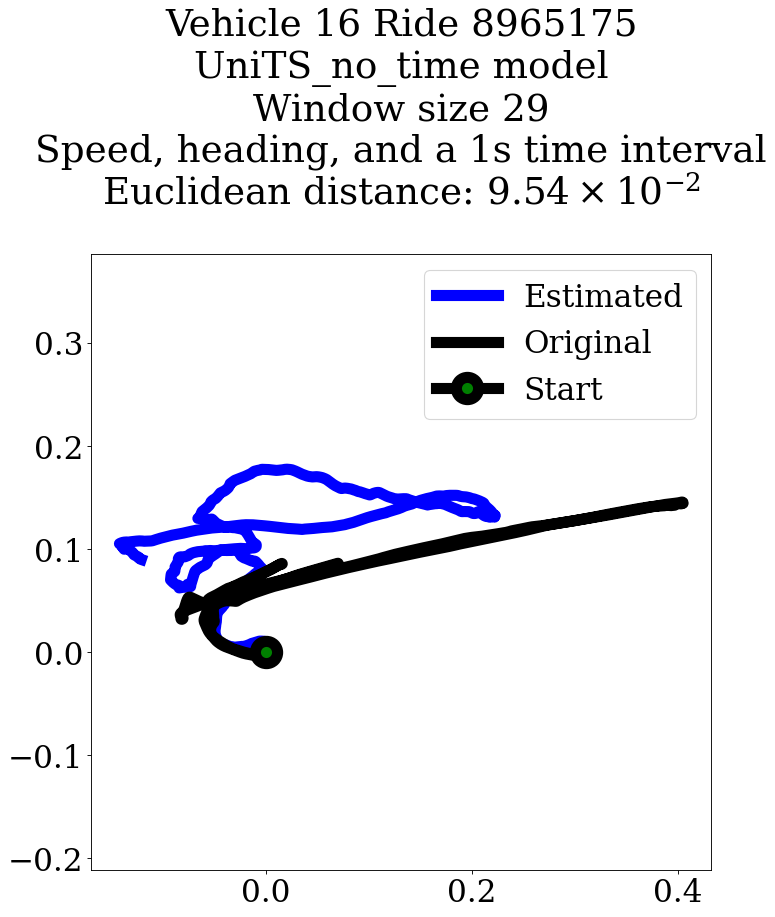 Vehicle 16 Ride 8965175
UniTS_no_time model
Window size 29
Speed, heading, and a 1s time interval
Euclidean distance: $9.54 \times 10^{-2}$
Estimated
Original
Start
0.3
0.2
0.1
0.0
−0.1
−0.2
0.0 0.2 0.4